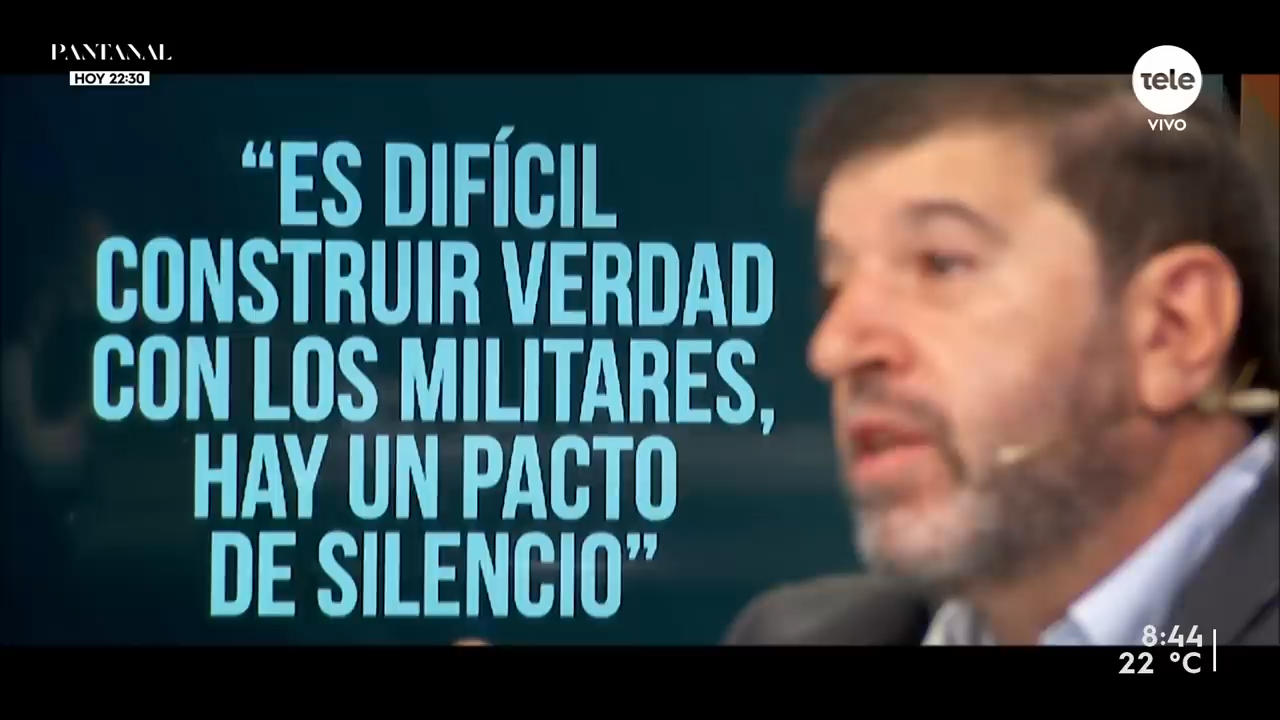 PANTANAL
HOY 22:30
tele
VIVO
“ES DIFÍCIL
CONSTRUIR VERDAD
CON LOS MILITARES,
HAY UN PACTO
DE SILENCIO”
8:44
22 °C